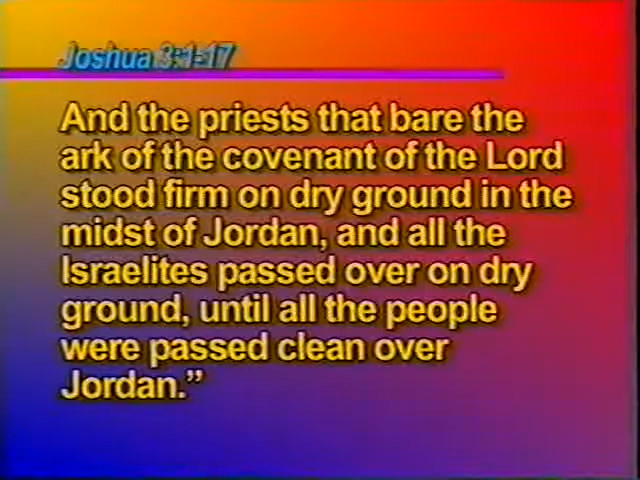 Joshua 3:1-17
And the priests that bare the
ark of the covenant of the Lord
stood firm on dry ground in the
midst of Jordan, and all the
Israelites passed over on dry
ground, until all the people
were passed clean over
Jordan.”